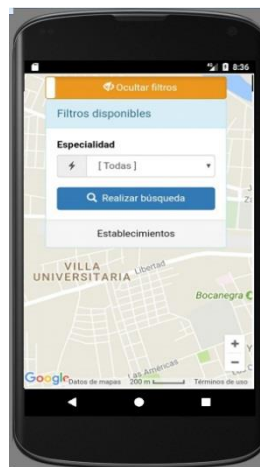 8:36
Ocultar filtros
Filtros disponibles
Especialidad
[ Todas ]
Realizar búsqueda
Establecimientos
VILLA
UNIVERSITARIA
Libertad
Bocanegra
Las Américas
+
−
Google
Datos de mapas 200 m Términos de uso